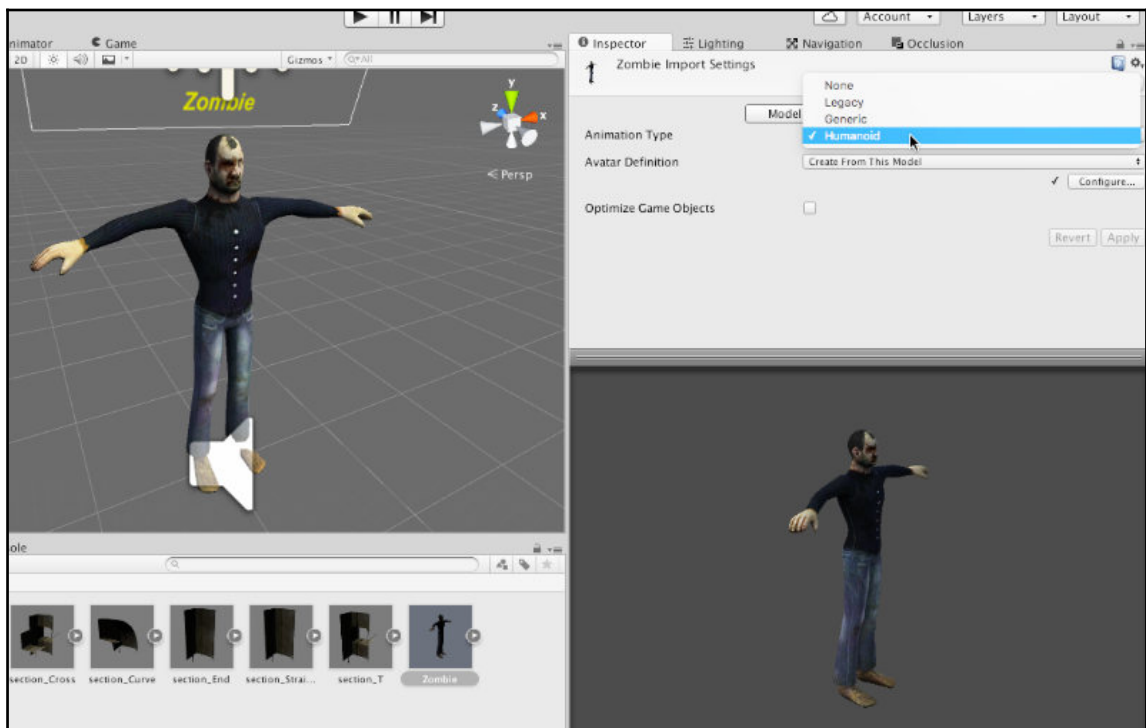 Account Layers Layout
nimator Game
Inspector Lighting Navigation Occlusion
2D Gizmos All
Zombie Import Settings
Zombie
y
z x
Persp
None
Legacy
Generic
Humanoid
Model
Animation Type
Avatar Definition Create From This Model
Configure...
Optimize Game Objects
Revert Apply
ole
section_Cross section_Curve section_End section_Strai... section_T Zombie